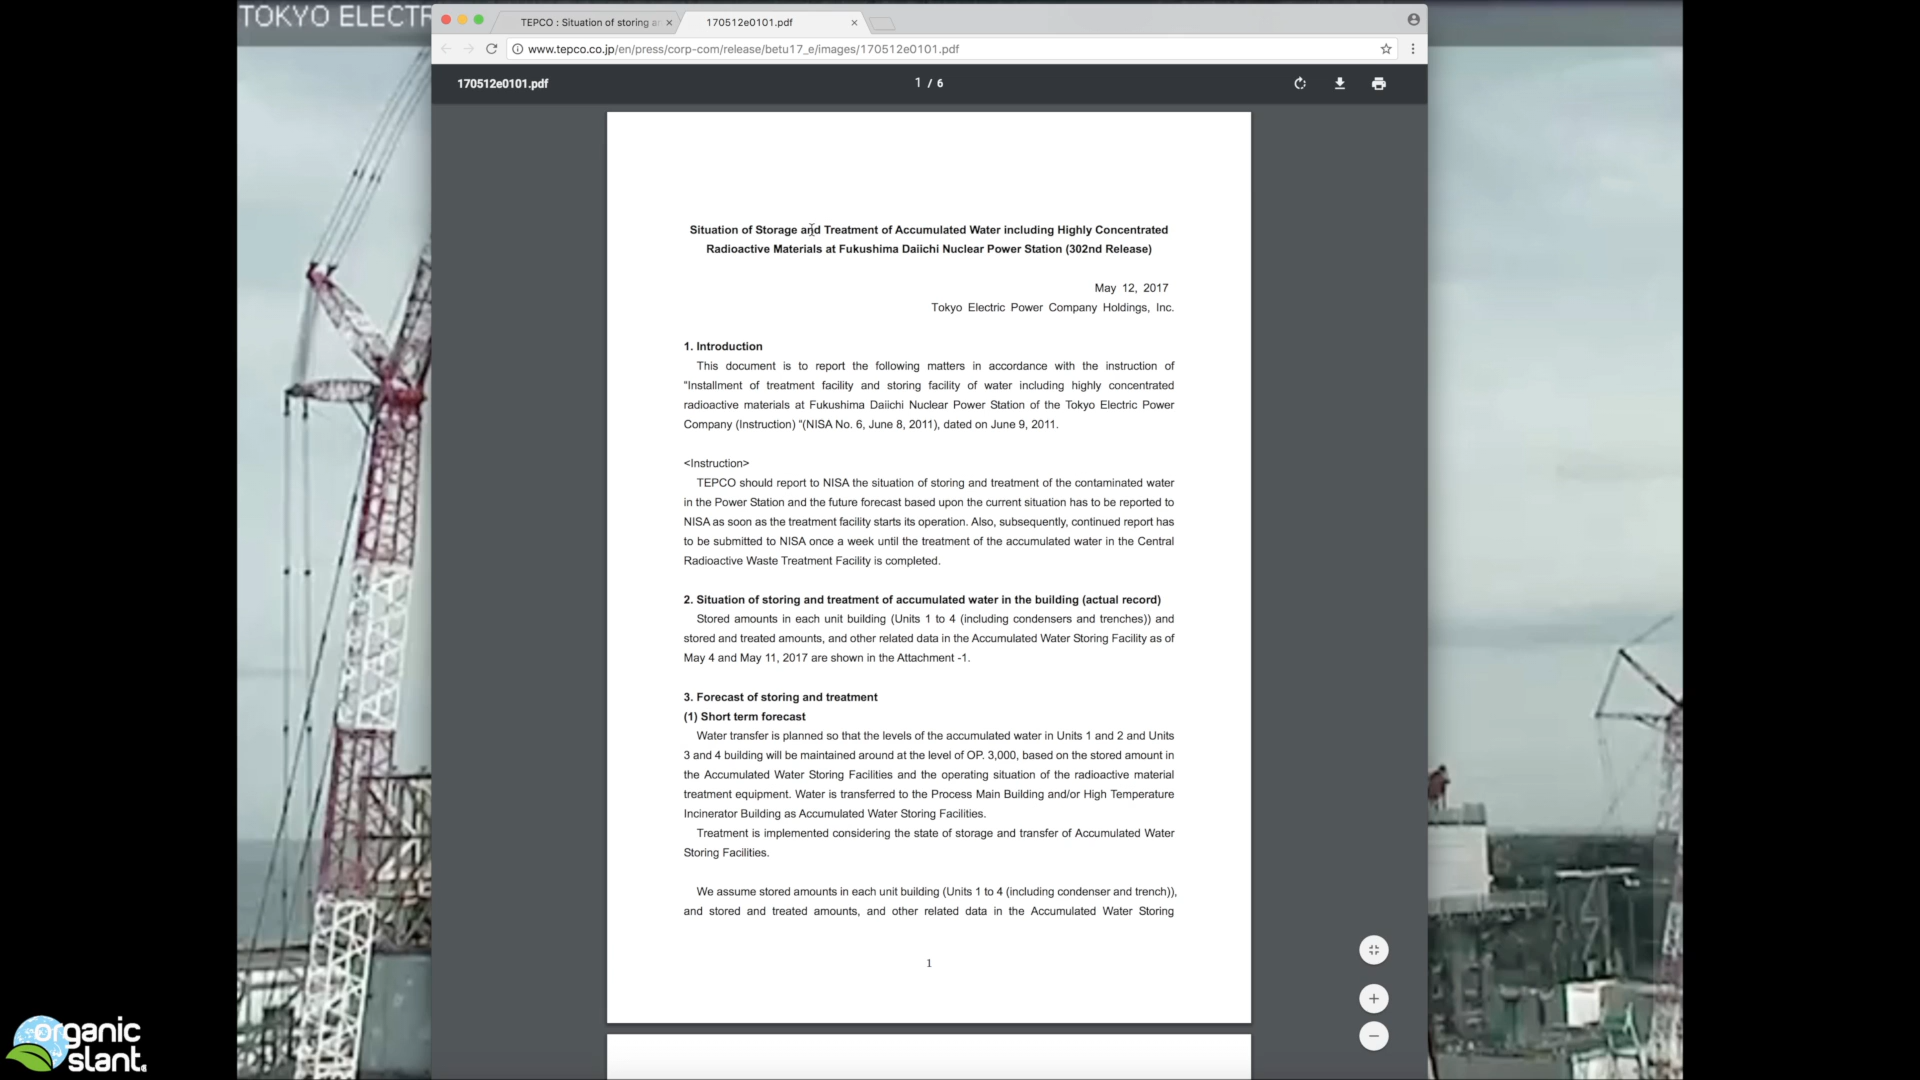 TOKYO ELECTR
TEPCO : Situation of storing a
170512e0101.pdf
www.tepco.co.jp/en/press/corp-com/release/betu17_e/images/170512e0101.pdf
170512e0101.pdf
1 / 6
Situation of Storage and Treatment of Accumulated Water including Highly Concentrated
Radioactive Materials at Fukushima Daiichi Nuclear Power Station (302nd Release)
May 12, 2017
Tokyo Electric Power Company Holdings, Inc.
1. Introduction
This document is to report the following matters in accordance with the instruction of
"Installment of treatment facility and storing facility of water including highly concentrated
radioactive materials at Fukushima Daiichi Nuclear Power Station of the Tokyo Electric Power
Company (Instruction) "(NISA No. 6, June 8, 2011), dated on June 9, 2011.
<Instruction>
TEPCO should report to NISA the situation of storing and treatment of the contaminated water
in the Power Station and the future forecast based upon the current situation has to be reported to
NISA as soon as the treatment facility starts its operation. Also, subsequently, continued report has
to be submitted to NISA once a week until the treatment of the accumulated water in the Central
Radioactive Waste Treatment Facility is completed.
2. Situation of storing and treatment of accumulated water in the building (actual record)
Stored amounts in each unit building (Units 1 to 4 (including condensers and trenches)) and
stored and treated amounts, and other related data in the Accumulated Water Storing Facility as of
May 4 and May 11, 2017 are shown in the Attachment -1.
3. Forecast of storing and treatment
(1) Short term forecast
Water transfer is planned so that the levels of the accumulated water in Units 1 and 2 and Units
3 and 4 building will be maintained around at the level of OP. 3,000, based on the stored amount in
the Accumulated Water Storing Facilities and the operating situation of the radioactive material
treatment equipment. Water is transferred to the Process Main Building and/or High Temperature
Incinerator Building as Accumulated Water Storing Facilities.
Treatment is implemented considering the state of storage and transfer of Accumulated Water
Storing Facilities.
We assume stored amounts in each unit building (Units 1 to 4 (including condenser and trench)),
and stored and treated amounts, and other related data in the Accumulated Water Storing
1
organic
slant